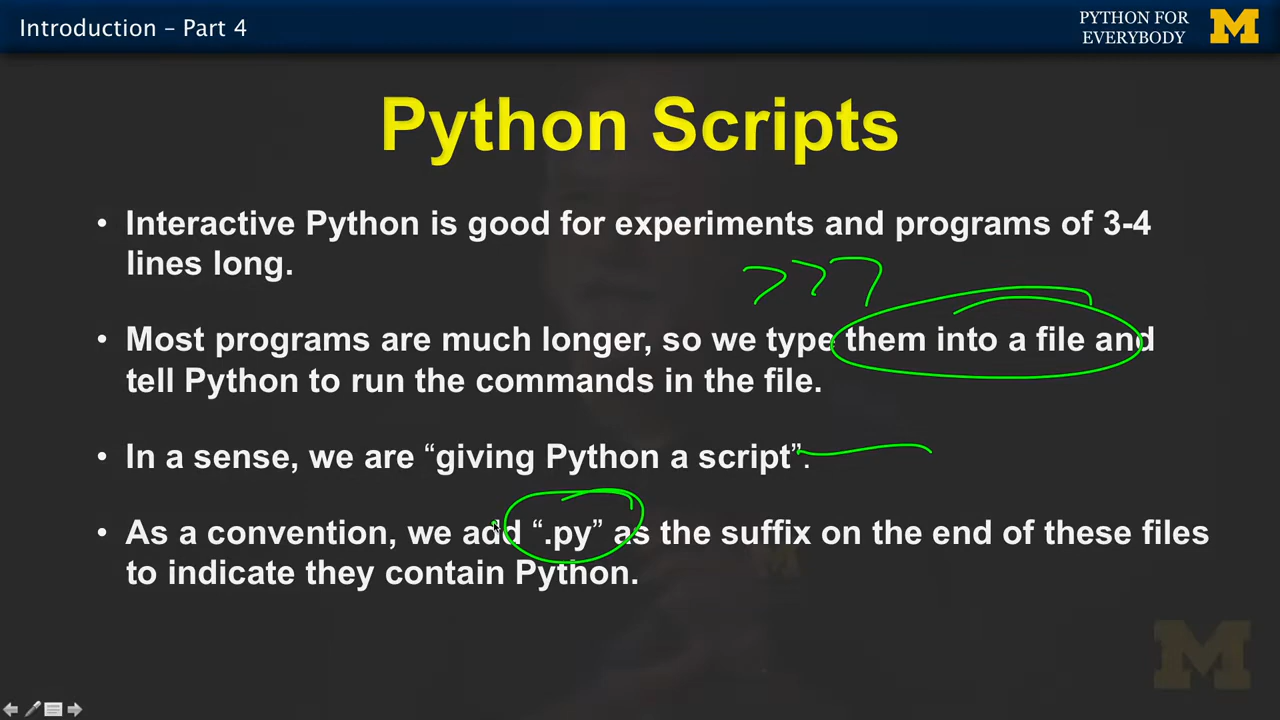 Introduction – Part 4
PYTHON FOR
EVERYBODY
M
Python Scripts
• Interactive Python is good for experiments and programs of 3-4
lines long.
>>>
• Most programs are much longer, so we type them into a file and
tell Python to run the commands in the file.
• In a sense, we are “giving Python a script”.
• As a convention, we add “.py” as the suffix on the end of these files
to indicate they contain Python.
M